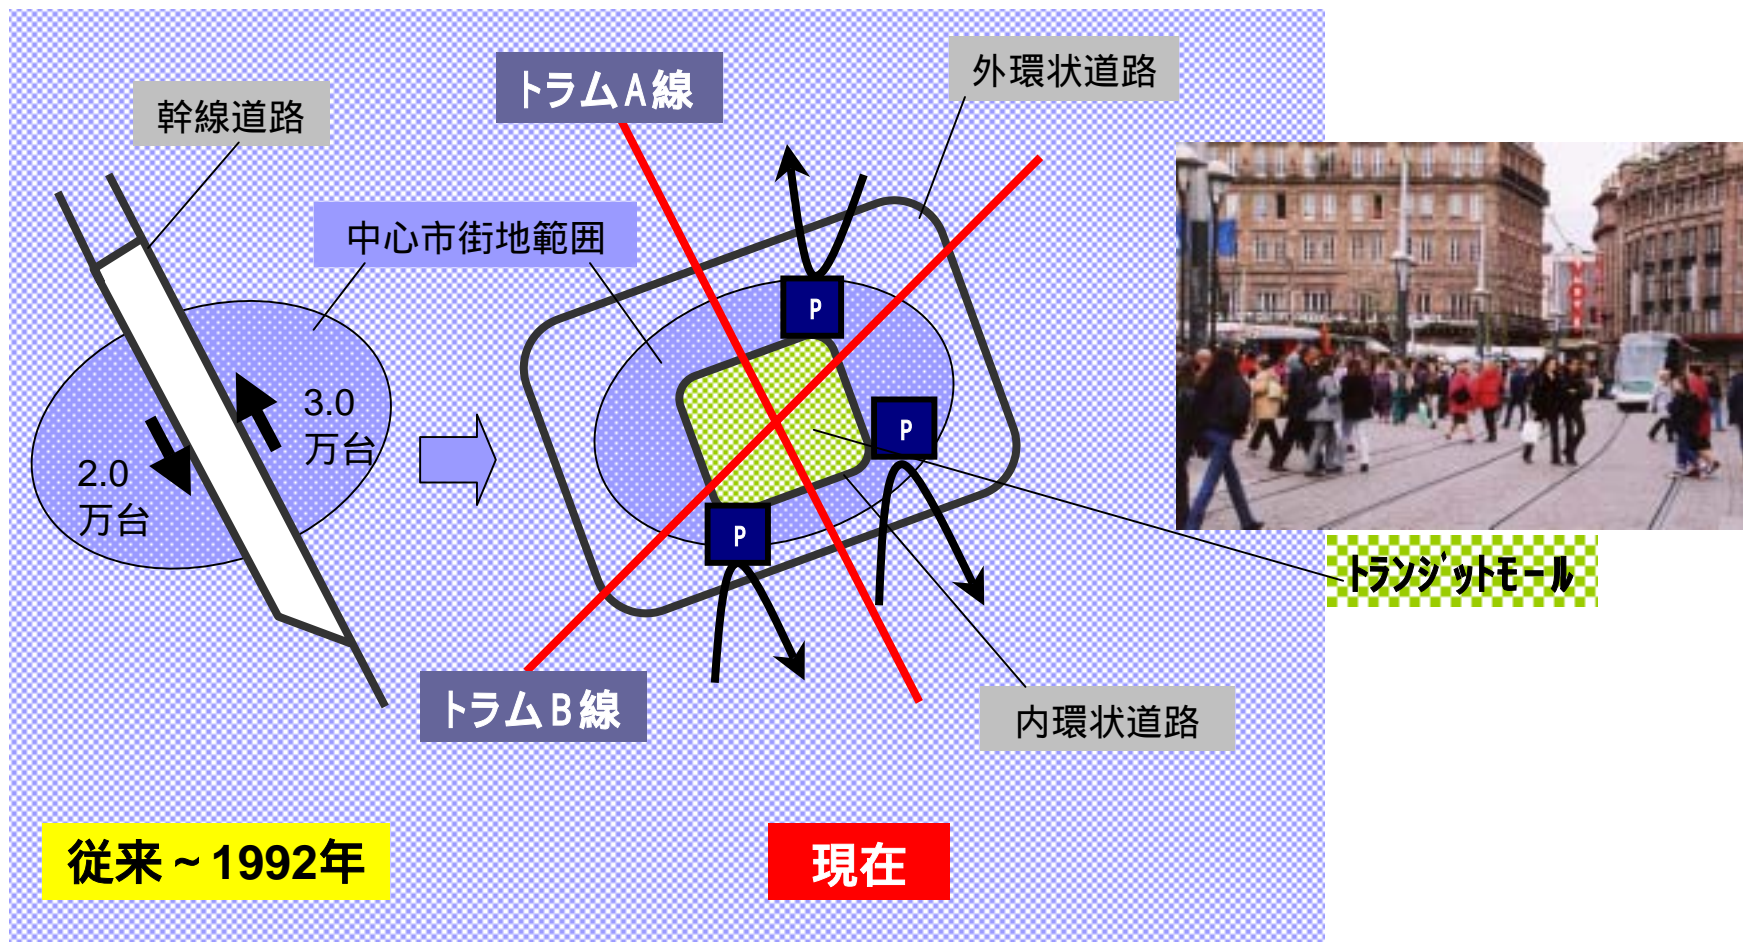 外環状道路
トラムA線
幹線道路
中心市街地範囲
P
3.0
万台
P
2.0
万台
P
トランジットモール
トラムB線
内環状道路
従来～1992年
現在